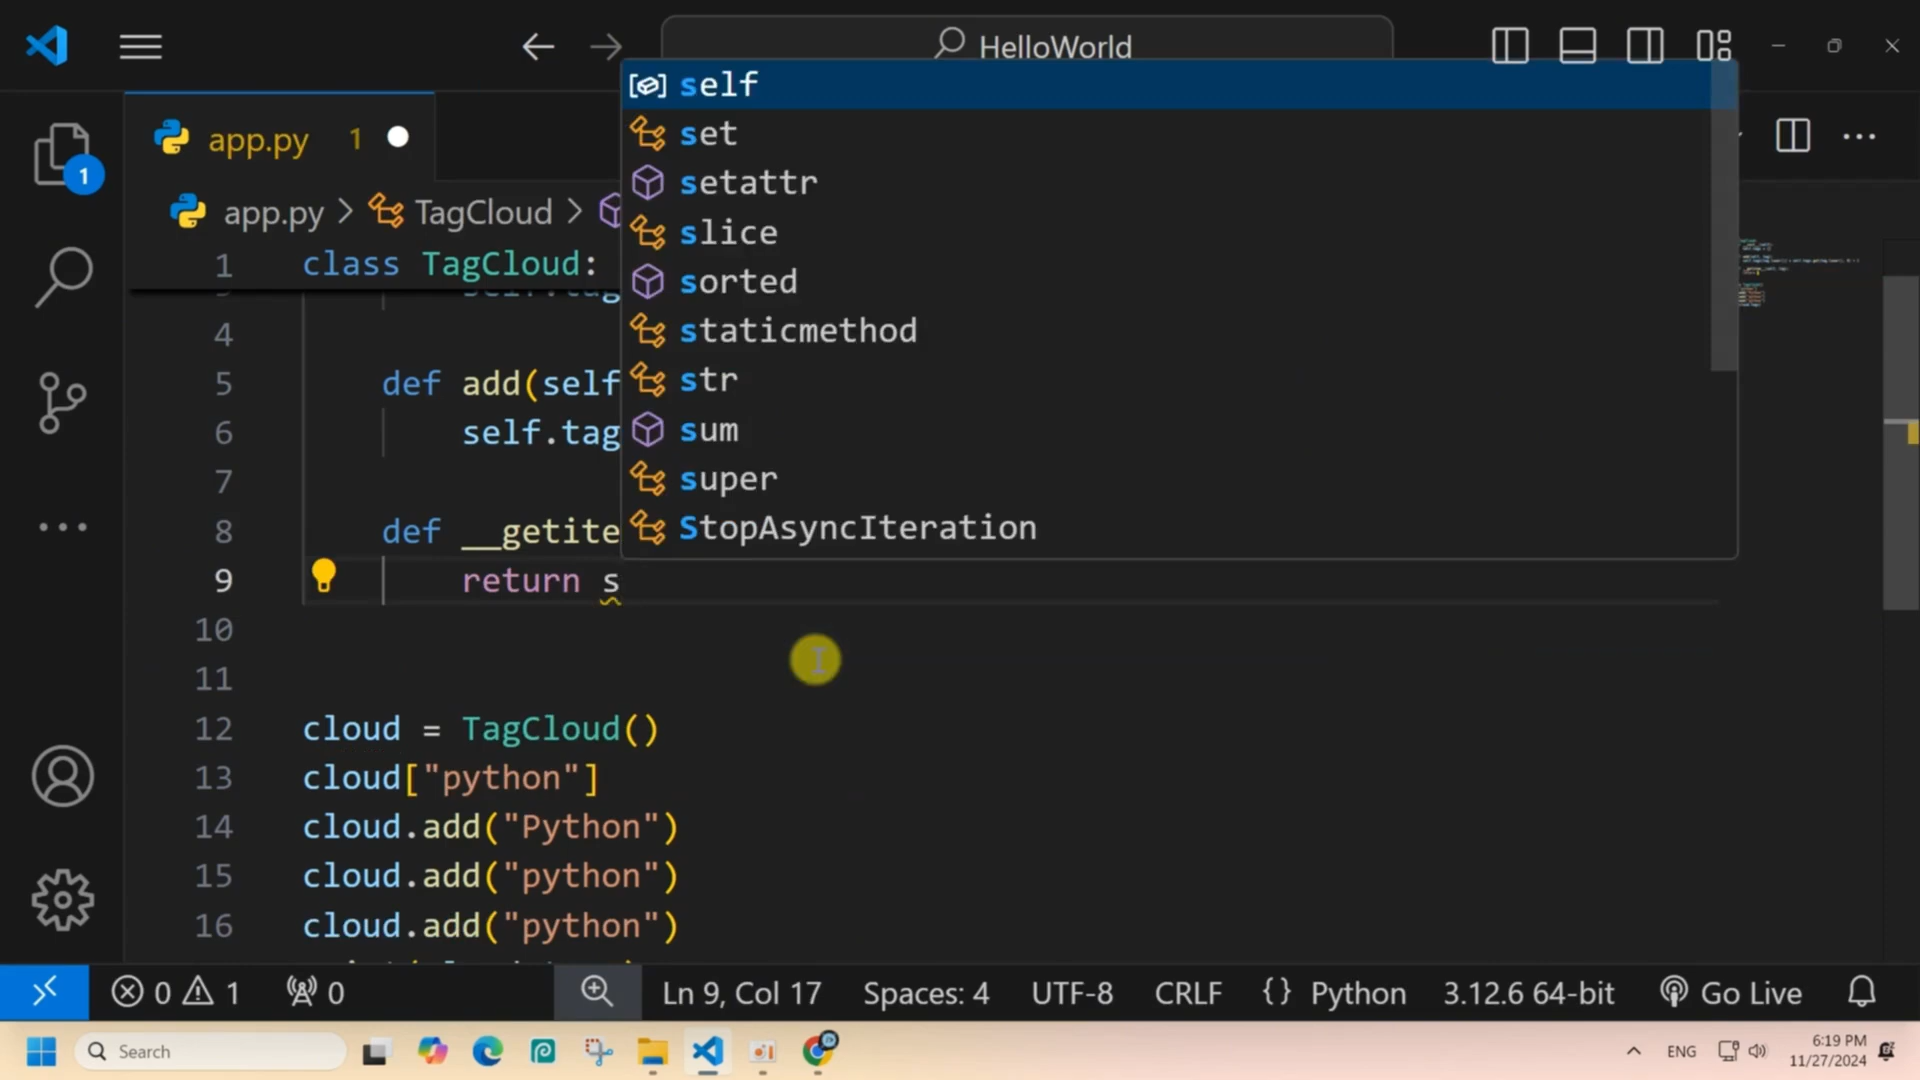 HelloWorld
app.py 1
app.py > TagCloud >
self
set
setattr
slice
sorted
staticmethod
str
sum
super
StopAsyncIteration
1 class TagCloud:
4
5 def add(self
6 self.tag
7
8 def __getite
9 return s
10
11
12 cloud = TagCloud()
13 cloud["python"]
14 cloud.add("Python")
15 cloud.add("python")
16 cloud.add("python")
0 1 0 Ln 9, Col 17 Spaces: 4 UTF-8 CRLF {} Python 3.12.6 64-bit Go Live
Search ENG 6:19 PM
11/27/2024
1